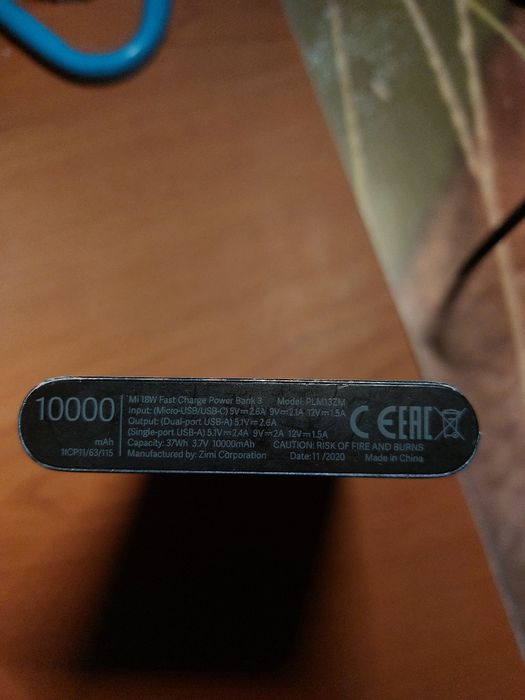 10000
mAh
1ICP11/63/115
Mi 18W Fast Charge Power Bank 3 Model: PLM13ZM
Input: (Micro-USB/USB-C) 5V⎓2.6A 9V⎓2.1A 12V⎓1.5A
Output: (Dual-port USB-A) 5.1V⎓2.6A
(Single-port USB-A) 5.1V⎓2.4A 9V⎓2A 12V⎓1.5A
Capacity: 37Wh 3.7V 10000mAh CAUTION: RISK OF FIRE AND BURNS
Manufactured by: Zimi Corporation Date: 11 /2020 Made in China
CE EAC